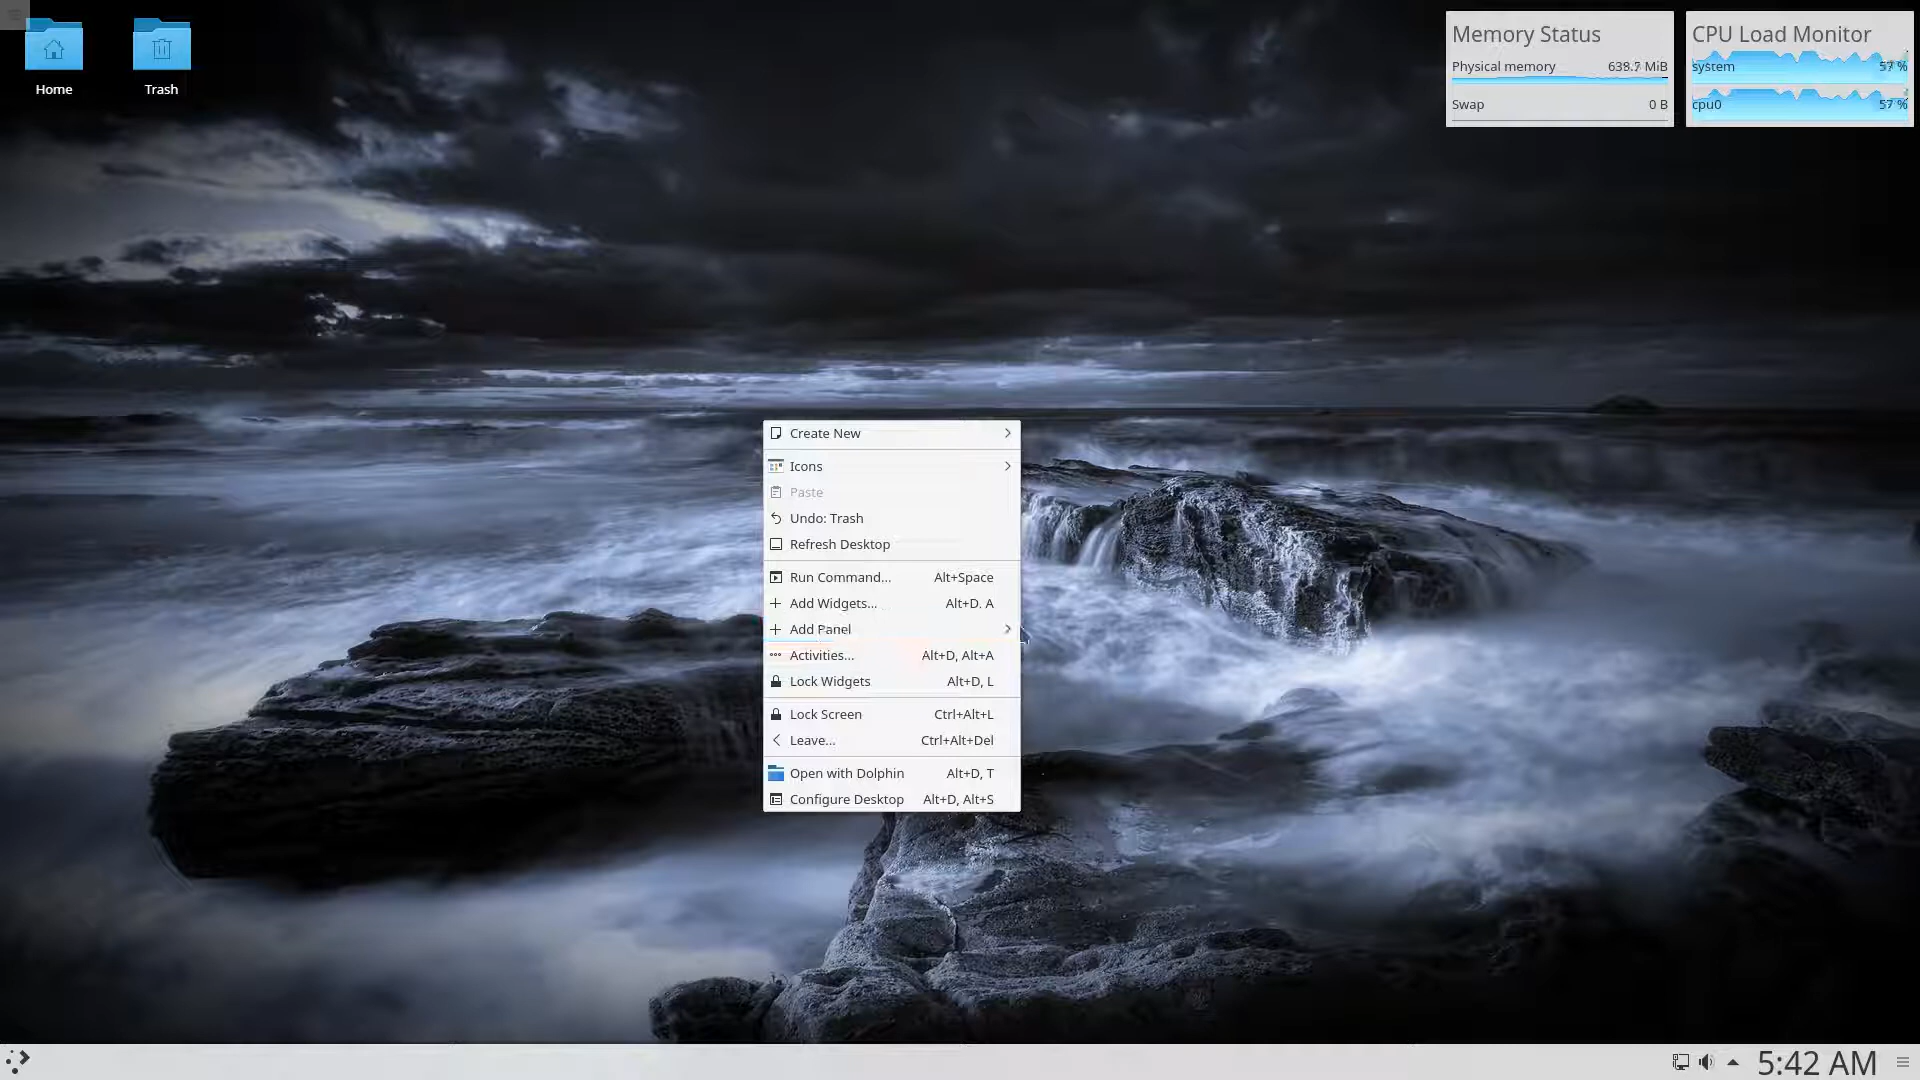 Home
Trash
Memory Status
Physical memory 638.7 MiB
Swap 0 B
CPU Load Monitor
system 57 %
cpu0 57 %
Create New
Icons
Paste
Undo: Trash
Refresh Desktop
Run Command... Alt+Space
Add Widgets... Alt+D, A
Add Panel
Activities... Alt+D, Alt+A
Lock Widgets Alt+D, L
Lock Screen Ctrl+Alt+L
Leave... Ctrl+Alt+Del
Open with Dolphin Alt+D, T
Configure Desktop Alt+D, Alt+S
5:42 AM